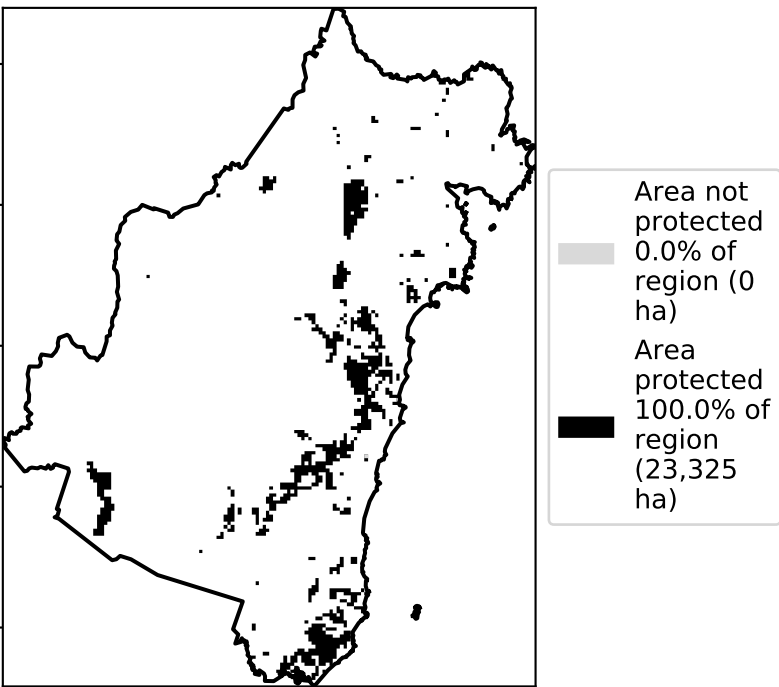 Area not
protected
0.0% of
region (0
ha)
Area
protected
100.0% of
region
(23,325
ha)